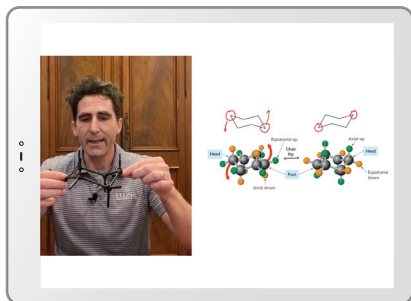 Equatorial up
Axial up
Chair
flip
Head
Head
Foot
Equatorial
down
Axial down